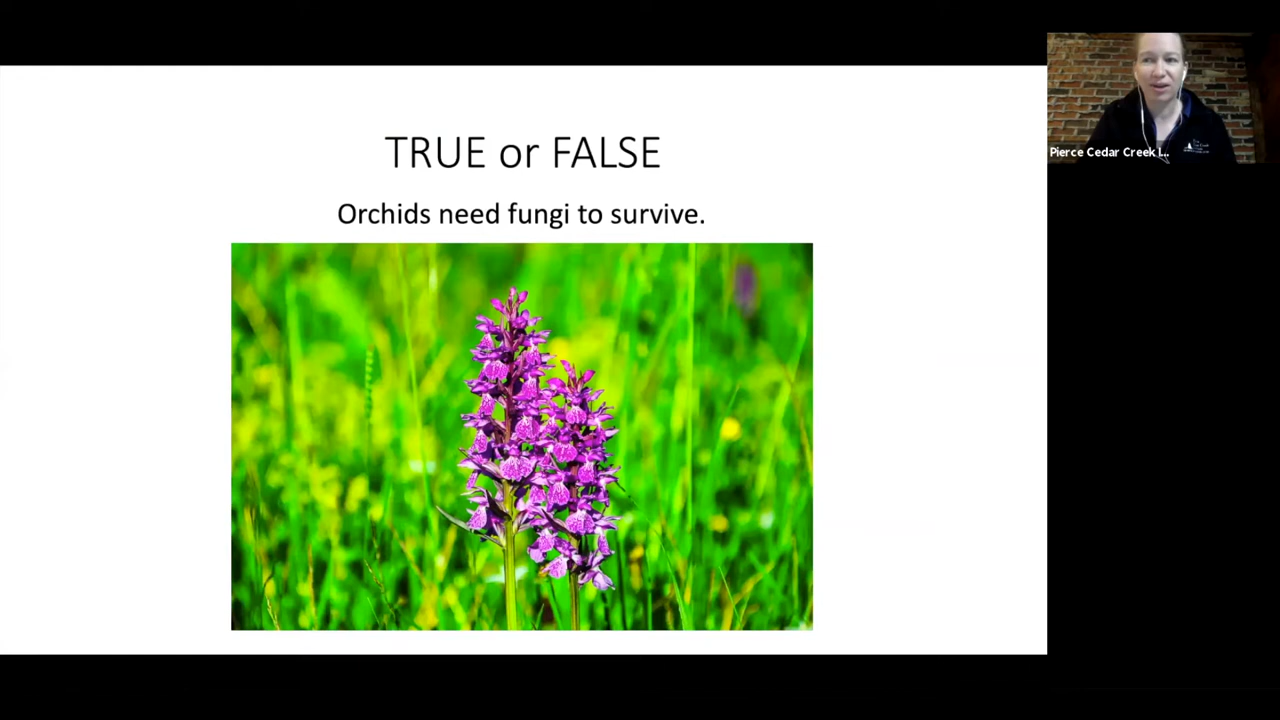 TRUE or FALSE
Orchids need fungi to survive.
Pierce Cedar Creek I...